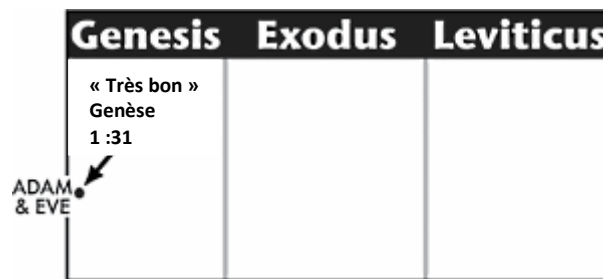 Genesis Exodus Leviticus
« Très bon »
Genèse
1 :31
ADAM
& EVE